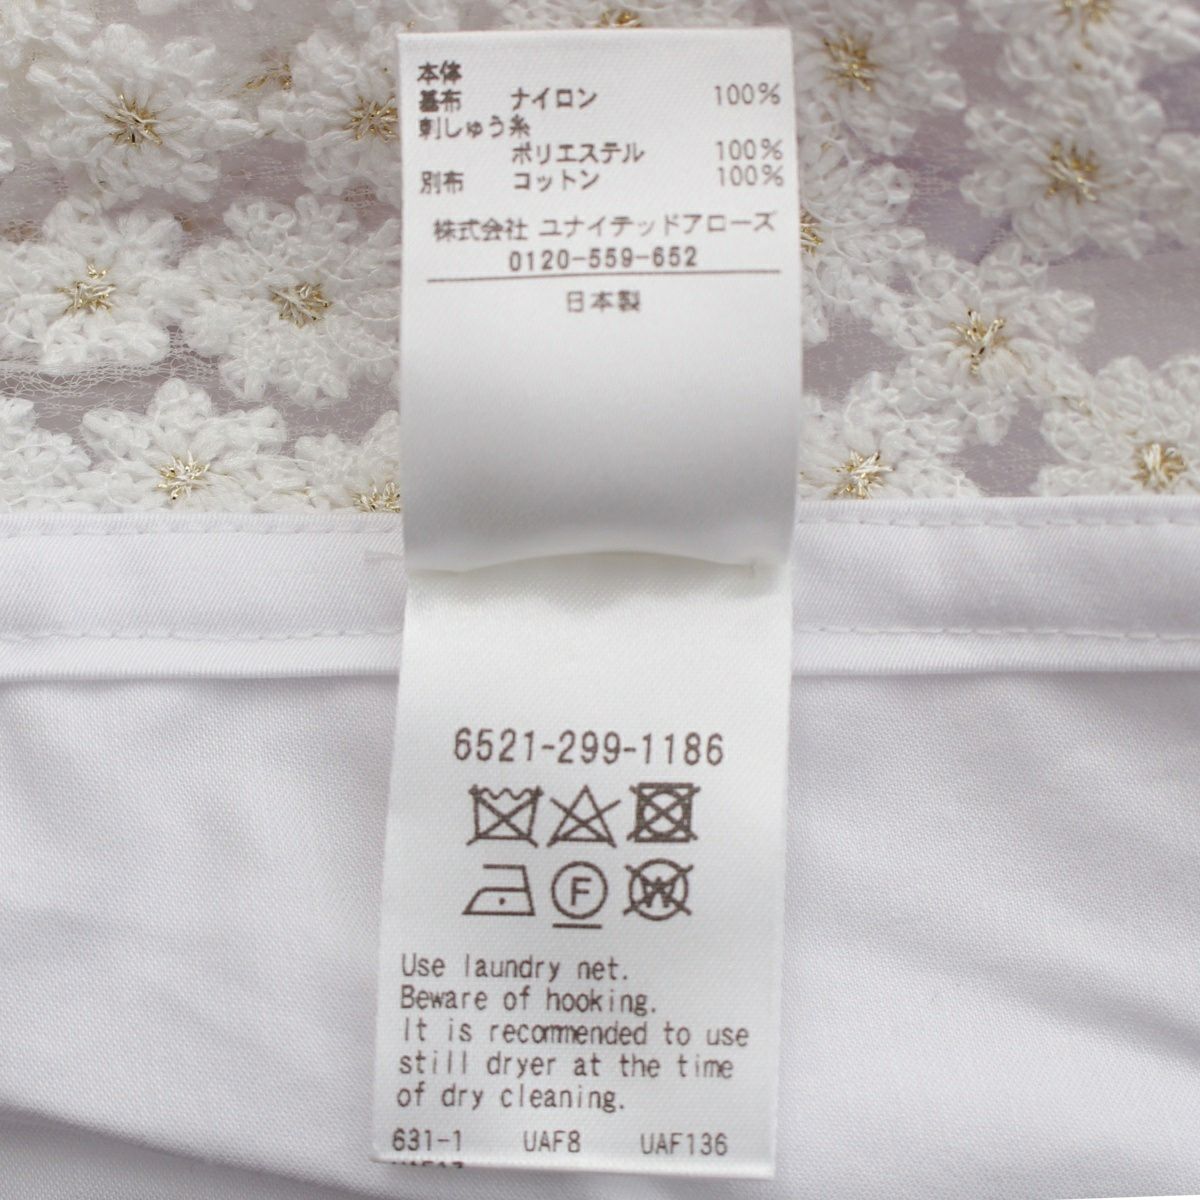 本体
基布 ナイロン 100%
刺しゅう糸
ポリエステル 100%
別布 コットン 100%
株式会社 ユナイテッドアローズ
0120-559-652
日本製
6521-299-1186
F W
Use laundry net.
Beware of hooking.
It is recommended to use
still dryer at the time
of dry cleaning.
631-1 UAF8 UAF136